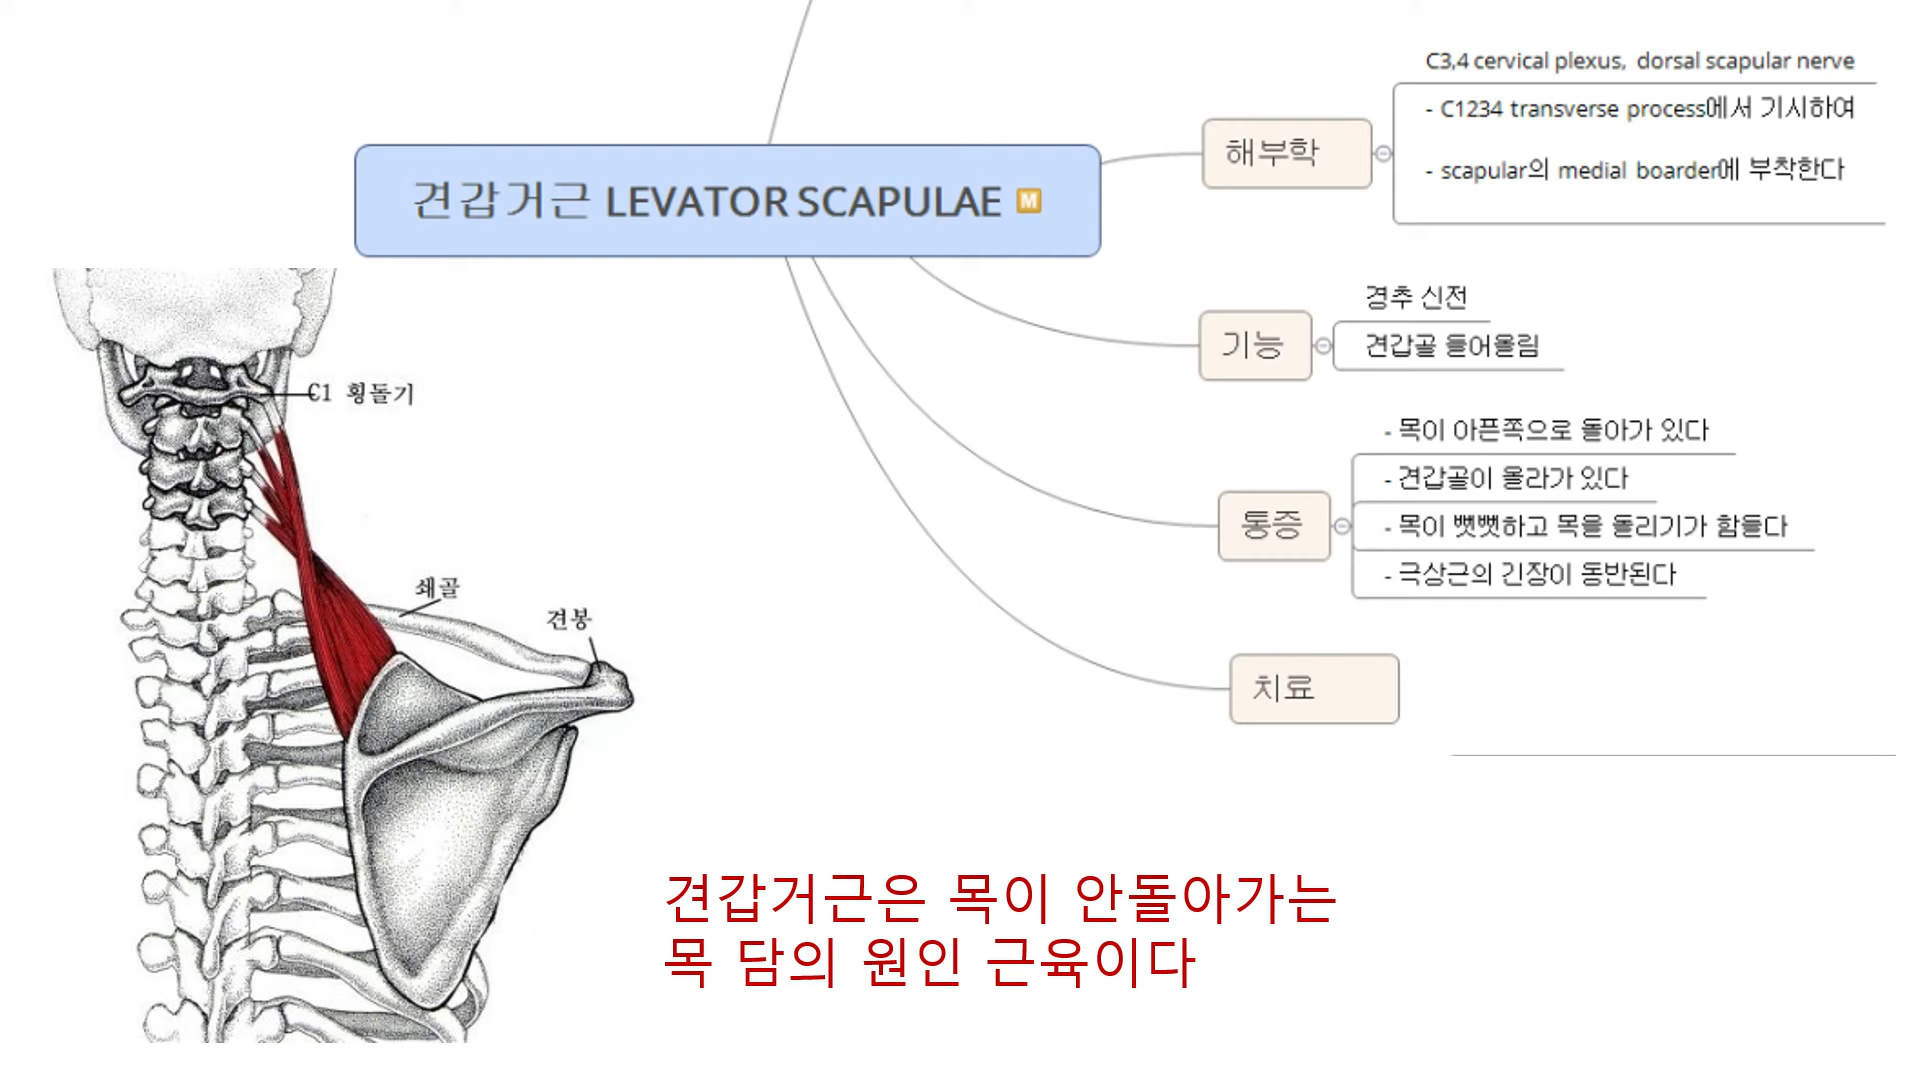 견갑거근 LEVATOR SCAPULAE M
해부학
C3,4 cervical plexus, dorsal scapular nerve
- C1234 transverse process에서 기시하여
- scapular의 medial boarder에 부착한다
기능
경추 신전
견갑골 들어올림
통증
- 목이 아픈쪽으로 돌아가 있다
- 견갑골이 올라가 있다
- 목이 뻣뻣하고 목을 돌리기가 함들다
- 극상근의 긴장이 동반된다
치료
C1 횡돌기
쇄골
견봉
견갑거근은 목이 안돌아가는
목 담의 원인 근육이다